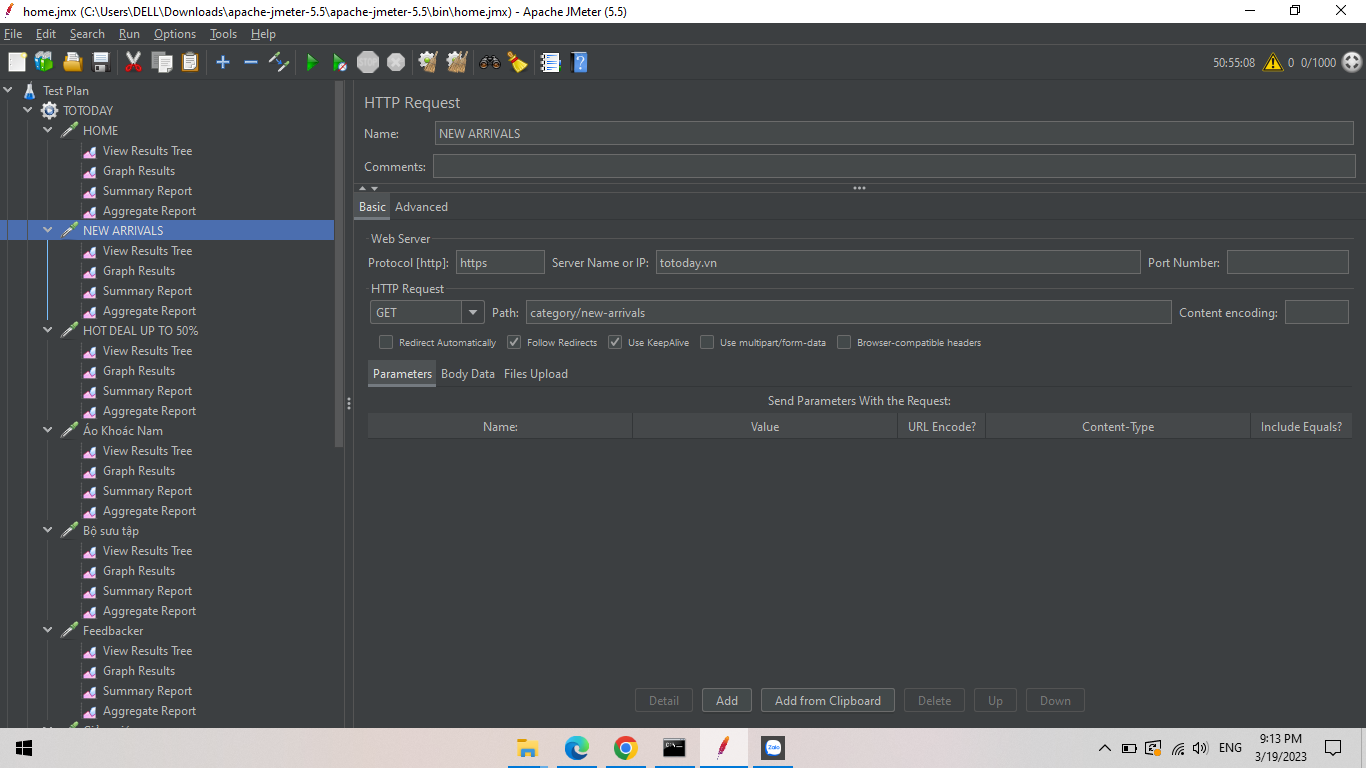 home.jmx (C:\Users\DELL\Downloads\apache-jmeter-5.5\apache-jmeter-5.5\bin\home.jmx) - Apache JMeter (5.5)
File Edit Search Run Options Tools Help
STOP
50:55:08 0 0/1000
Test Plan
TOTODAY
HOME
View Results Tree
Graph Results
Summary Report
Aggregate Report
NEW ARRIVALS
View Results Tree
Graph Results
Summary Report
Aggregate Report
HOT DEAL UP TO 50%
View Results Tree
Graph Results
Summary Report
Aggregate Report
Áo Khoác Nam
View Results Tree
Graph Results
Summary Report
Aggregate Report
Bộ sưu tập
View Results Tree
Graph Results
Summary Report
Aggregate Report
Feedbacker
View Results Tree
Graph Results
Summary Report
Aggregate Report
HTTP Request
Name: NEW ARRIVALS
Comments:
Basic Advanced
Web Server
Protocol [http]: https Server Name or IP: totoday.vn Port Number:
HTTP Request
GET Path: category/new-arrivals Content encoding:
Redirect Automatically Follow Redirects Use KeepAlive Use multipart/form-data Browser-compatible headers
Parameters Body Data Files Upload
Send Parameters With the Request:
Name: Value URL Encode? Content-Type Include Equals?
Detail Add Add from Clipboard Delete Up Down
Zalo
ENG
9:13 PM
3/19/2023